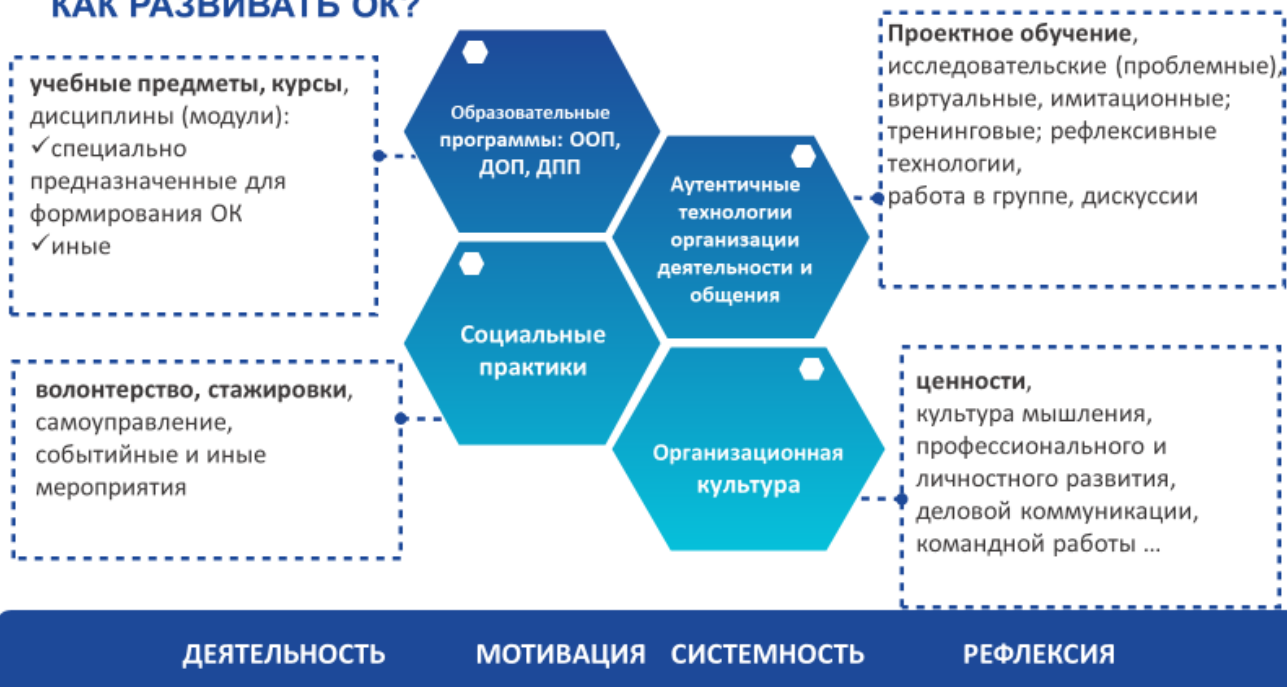 КАК РАЗВИВАТЬ ОК?
учебные предметы, курсы,
дисциплины (модули):
✓специально
предназначенные для
формирования ОК
✓иные
Образовательные
программы: ООП,
ДОП, ДПП
Аутентичные
технологии
организации
деятельности и
общения
Проектное обучение,
исследовательские (проблемные),
виртуальные, имитационные;
тренинговые; рефлексивные
технологии,
работа в группе, дискуссии
волонтерство, стажировки,
самоуправление,
событийные и иные
мероприятия
Социальные
практики
Организационная
культура
ценности,
культура мышления,
профессионального и
личностного развития,
деловой коммуникации,
командной работы ...
ДЕЯТЕЛЬНОСТЬ МОТИВАЦИЯ СИСТЕМНОСТЬ РЕФЛЕКСИЯ